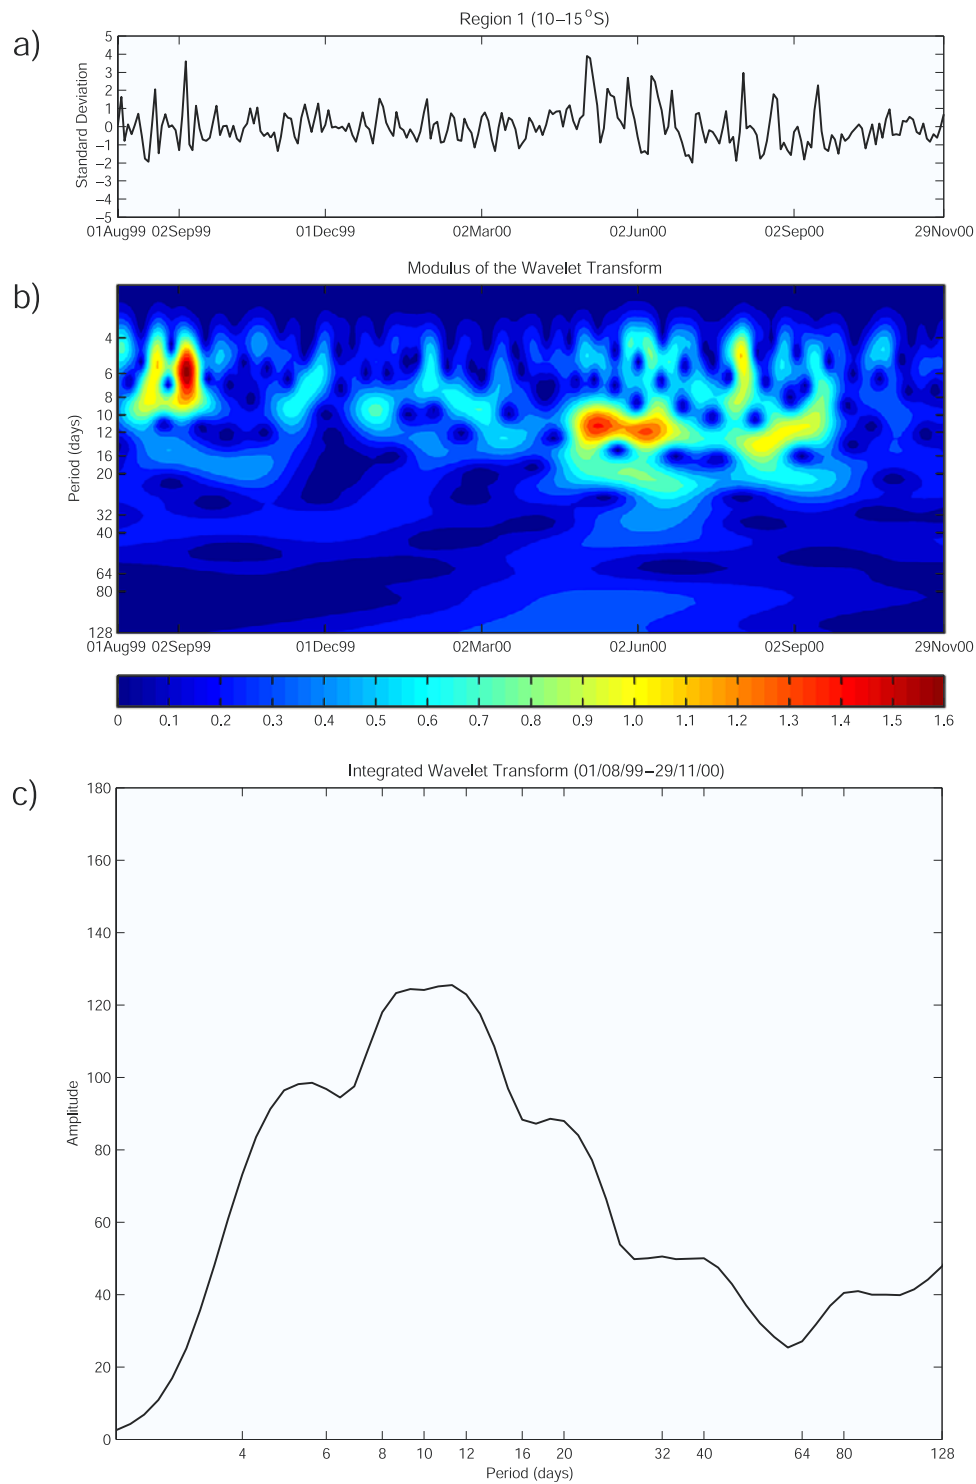 Region 1 (10–15°S)
a)
Standard Deviation
5
4
3
2
1
0
−1
−2
−3
−4
−5
01Aug99 02Sep99 01Dec99 02Mar00 02Jun00 02Sep00 29Nov00
Modulus of the Wavelet Transform
b)
Period (days)
4
6
8
10
12
16
20
32
40
64
80
128
01Aug99 02Sep99 01Dec99 02Mar00 02Jun00 02Sep00 29Nov00
0 0.1 0.2 0.3 0.4 0.5 0.6 0.7 0.8 0.9 1.0 1.1 1.2 1.3 1.4 1.5 1.6
Integrated Wavelet Transform (01/08/99–29/11/00)
c)
Amplitude
180
160
140
120
100
80
60
40
20
0
4 6 8 10 12 16 20 32 40 64 80 128
Period (days)